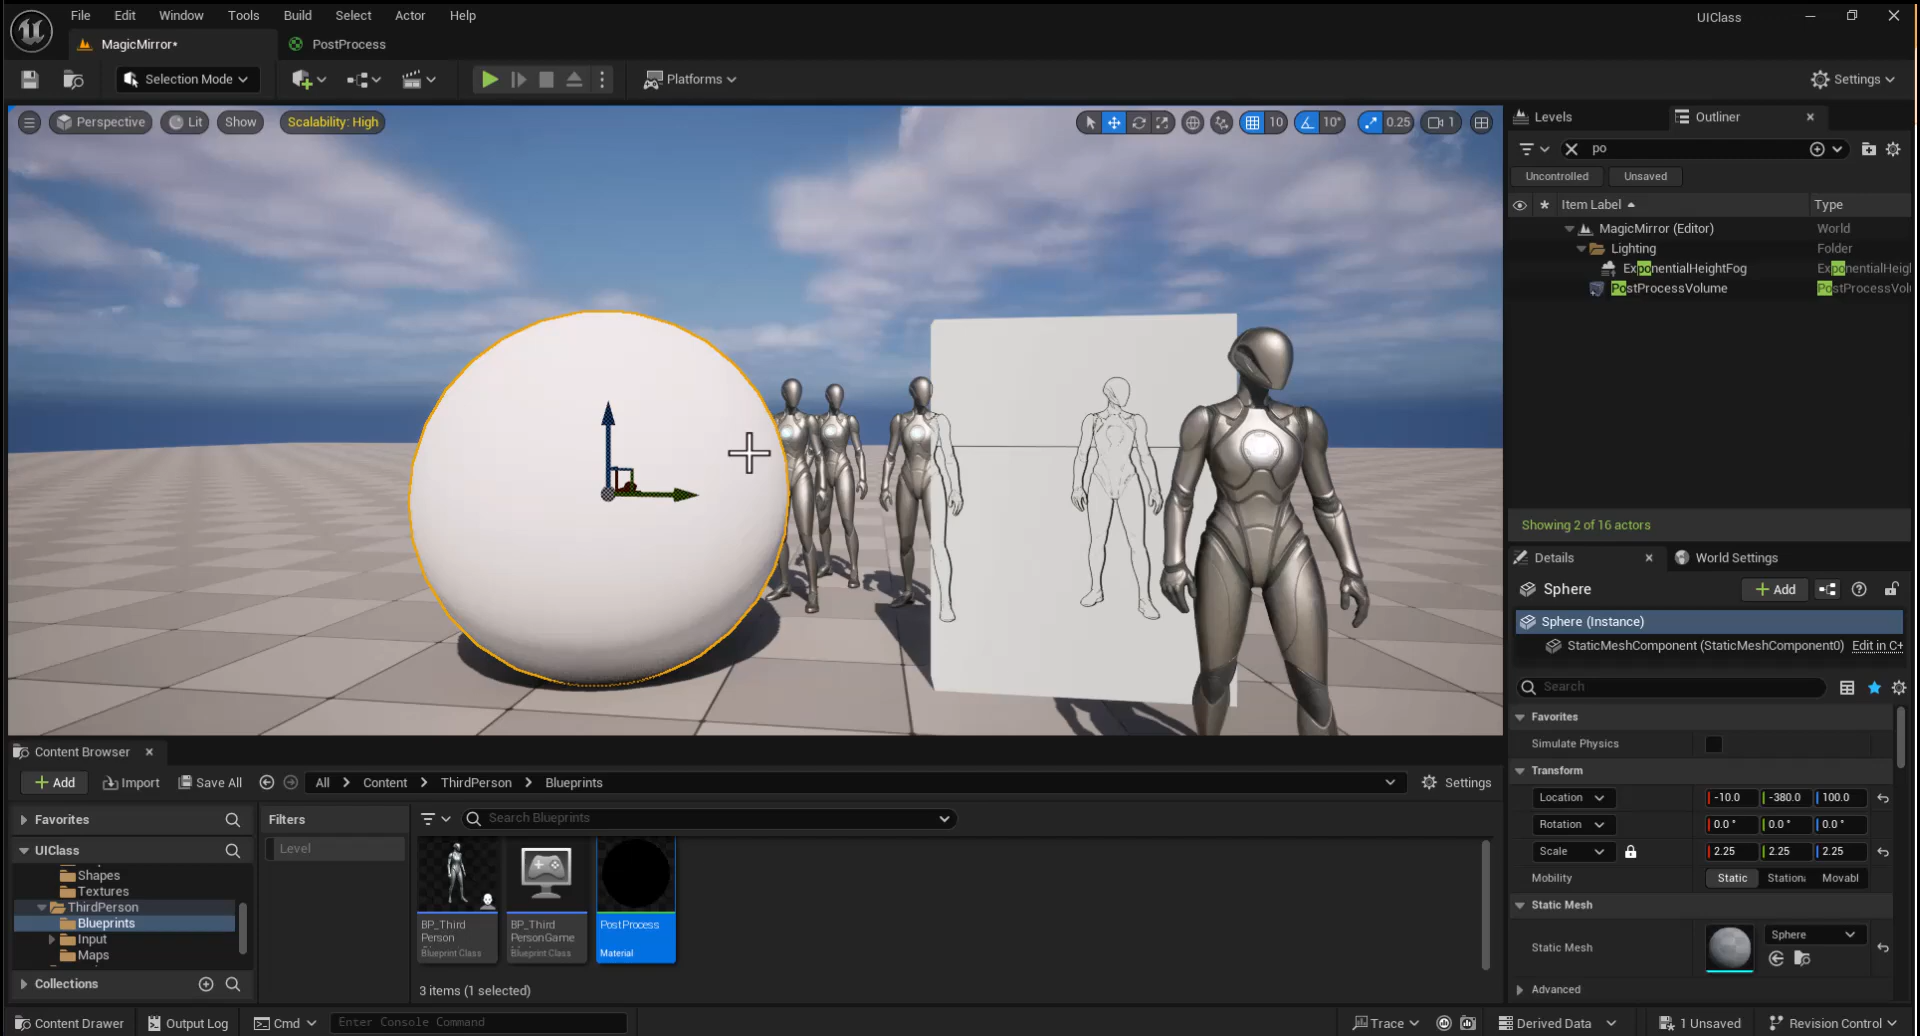 File Edit Window Tools Build Select Actor Help
UIClass
MagicMirror•
PostProcess
Selection Mode
Platforms
Settings
Perspective Lit Show Scalability: High
10 10° 0.25 1
Levels Outliner
po
Uncontrolled Unsaved
Item Label Type
MagicMirror (Editor) World
Lighting Folder
ExponentialHeightFog ExponentialHeigl
PostProcessVolume PostProcessVolu
Showing 2 of 16 actors
Details World Settings
Sphere Add
Sphere (Instance)
StaticMeshComponent (StaticMeshComponent0) Edit in C+
Search
Favorites
Simulate Physics
Transform
Location -10.0 -380.0 100.0
Rotation 0.0° 0.0° 0.0°
Scale 2.25 2.25 2.25
Mobility Static Station Movabl
Static Mesh
Static Mesh Sphere
Advanced
Content Browser
Add Import Save All All Content ThirdPerson Blueprints Settings
Favorites
UIClass
Shapes
Textures
ThirdPerson
Blueprints
Input
Maps
Collections
Filters
Level
Search Blueprints
BP_Third
Person
Blueprint Class
BP_Third
PersonGame
Blueprint Class
PostProcess
Material
3 items (1 selected)
Content Drawer Output Log Cmd Enter Console Command Trace Derived Data 1 Unsaved Revision Control